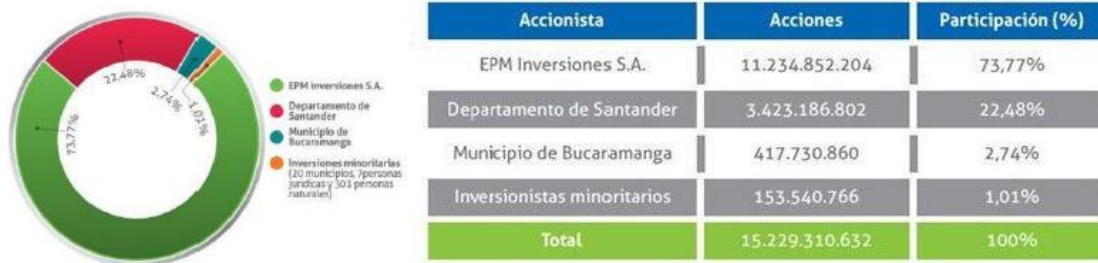 22,48%
2,74%
1,01%
73,77%
EPM inversiones S.A.
Departamento de
Santander
Municipio de
Bucaramanga
Inversiones minoritarias
(20 municipios, 7personas
jurídicas y 301 personas
naturales)
Accionista Acciones Participación (%)
EPM Inversiones S.A. 11.234.852.204 73,77%
Departamento de Santander 3.423.186.802 22,48%
Municipio de Bucaramanga 417.730.860 2,74%
Inversionistas minoritarios 153.540.766 1,01%
Total 15.229.310.632 100%